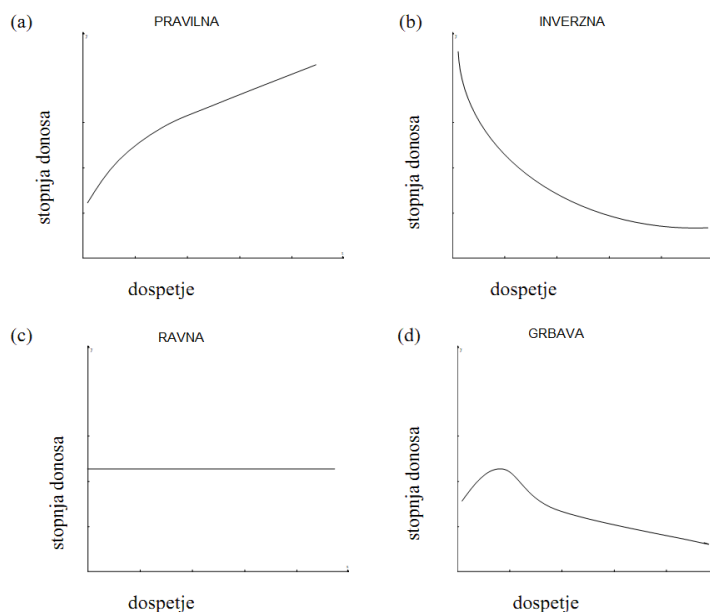 (a) PRAVILNA
stopnja donosa
dospetje
(b) INVERZNA
stopnja donosa
dospetje
(c) RAVNA
stopnja donosa
dospetje
(d) GRBAVA
stopnja donosa
dospetje